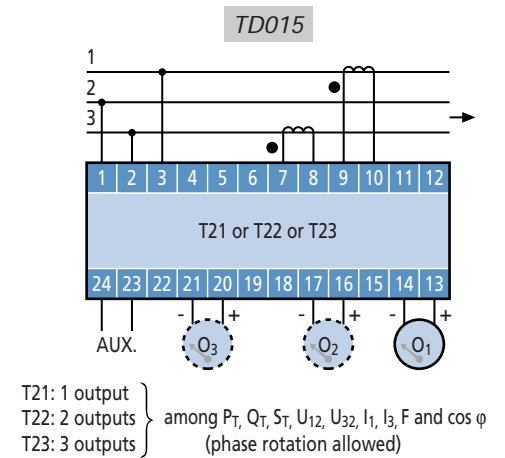 TD015
1
2
3
1 2 3 4 5 6 7 8 9 10 11 12
T21 or T22 or T23
24 23 22 21 20 19 18 17 16 15 14 13
AUX. - + - + - +
O3 O2 O1
T21: 1 output
T22: 2 outputs } among PT, QT, ST, U12, U32, I1, I3, F and cos φ
T23: 3 outputs (phase rotation allowed)